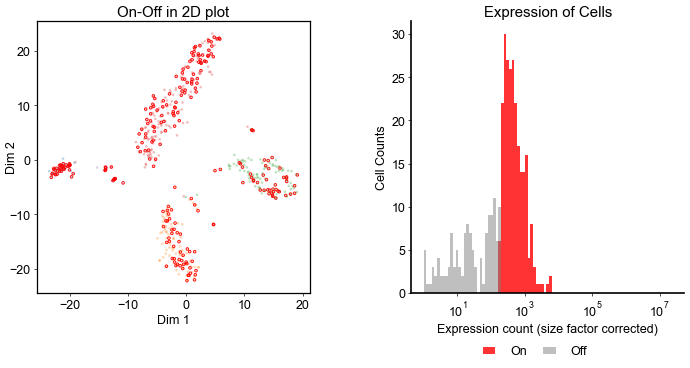 On-Off in 2D plot
Dim 2
20
10
0
−10
−20
−20
−10
0
10
20
Dim 1
Expression of Cells
Cell Counts
30
25
20
15
10
5
0
10^1
10^3
10^5
10^7
Expression count (size factor corrected)
On
Off